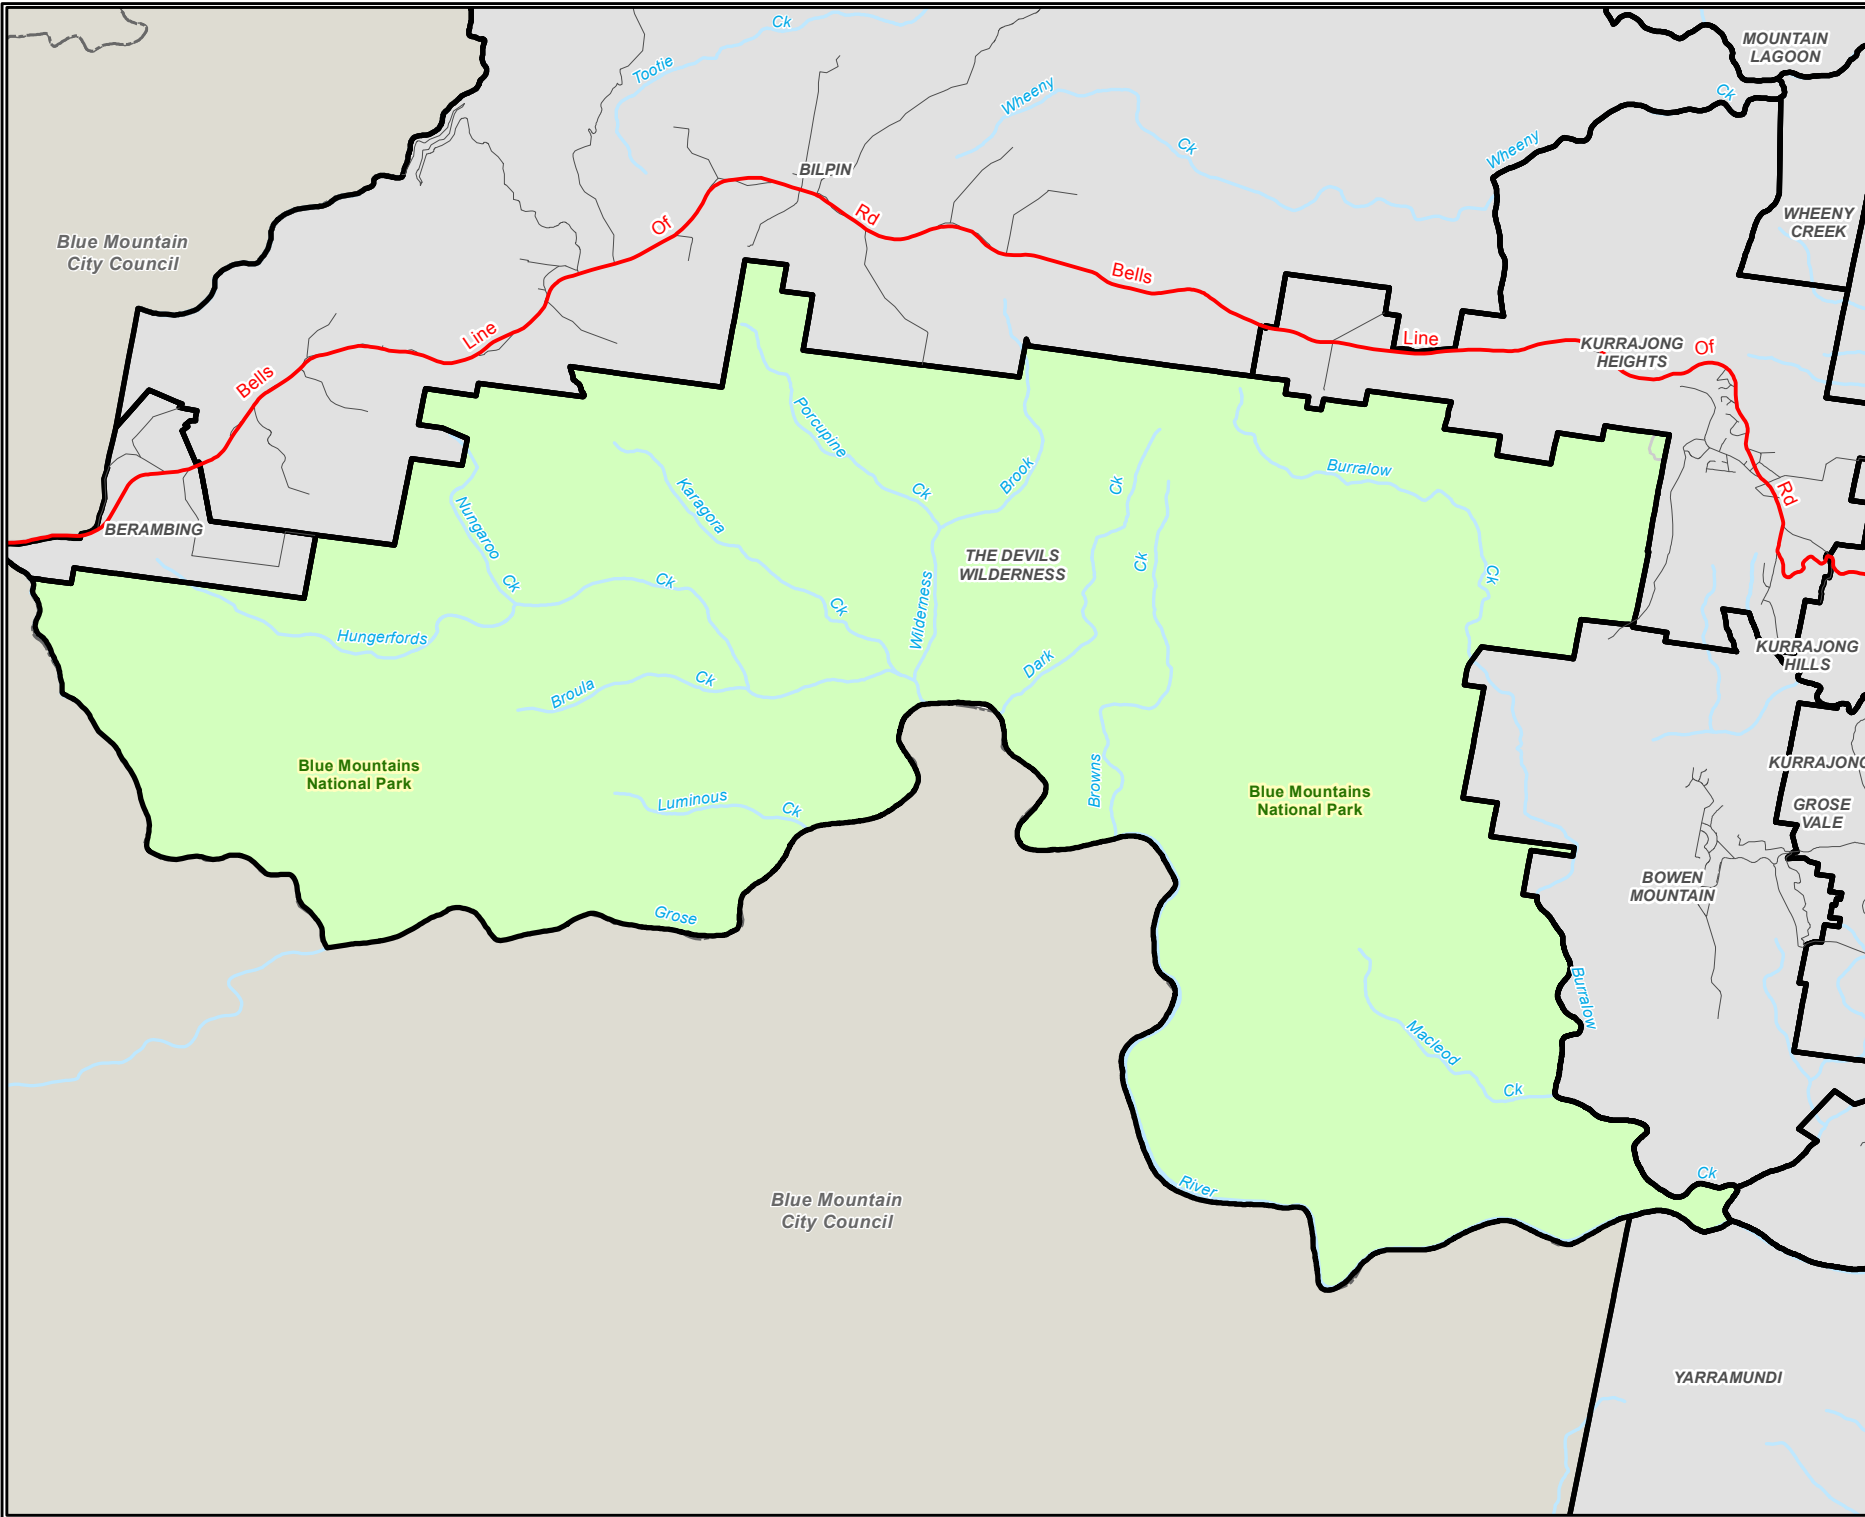 Ck
MOUNTAIN
LAGOON
Tootie
Wheeny
Ck
Ck
Wheeny
BILPIN
Of
Rd
WHEENY
CREEK
Blue Mountain
City Council
Bells
Line
Line
KURRAJONG
HEIGHTS
Of
Bells
Porcupine
Burralow
Brook
Ck
Ck
Karagora
Rd
Nungaroo
BERAMBING
THE DEVILS
WILDERNESS
Ck
Ck
Ck
Ck
Ck
Wilderness
Hungerfords
KURRAJONG
HILLS
Dark
Broula
Ck
Blue Mountains
National Park
KURRAJONG
Browns
Luminous
Ck
Blue Mountains
National Park
GROSE
VALE
BOWEN
MOUNTAIN
Grose
Burralow
Macleod
Ck
Ck
River
Blue Mountain
City Council
YARRAMUNDI